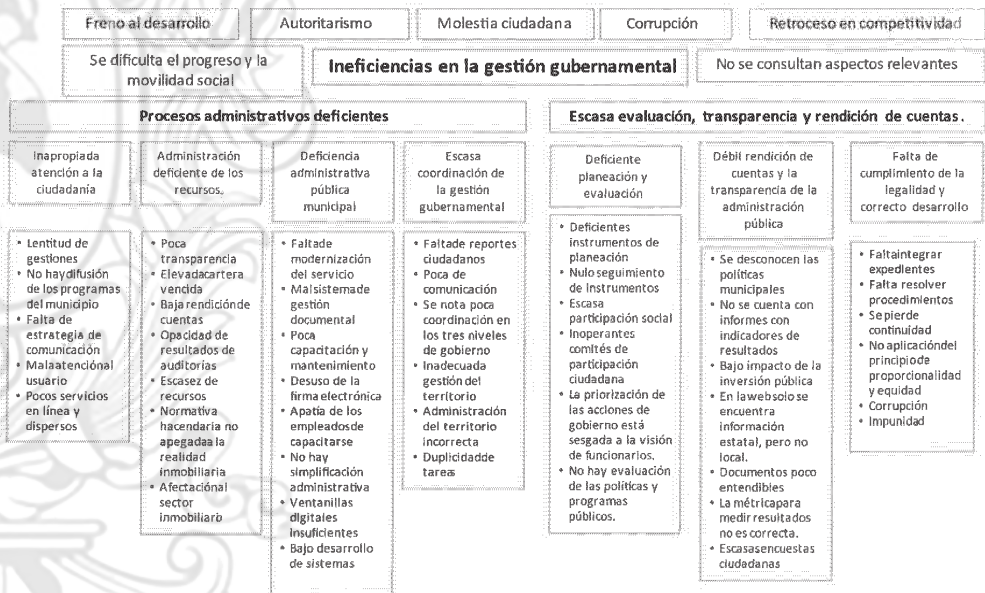 Freno al desarrollo
Autoritarismo
Molestia ciudadana
Corrupción
Retroceso en competitividad
Se dificulta el progreso y la
movilidad social
Ineficiencias en la gestión gubernamental
No se consultan aspectos relevantes
Procesos administrativos deficientes
Escasa evaluación, transparencia y rendición de cuentas.
Inapropiada
atención a la
ciudadanía
Administración
deficiente de los
recursos.
Deficiencia
administrativa
pública
municipal
Escasa
coordinación de
la gestión
gubernamental
Deficiente
planeación y
evaluación
Débil rendición de
cuentas y la
transparencia de la
administración
pública
Falta de
cumplimiento de la
legalidad y
correcto desarrollo
• Lentitud de
gestiones
• No haydifusión
de los programas
del municipio
• Falta de
estrategia de
comunicación
• Malaatenciónal
usuario
• Pocos servicios
en línea y
dispersos
• Poca
transparencia
• Elevadacartera
vencida
• Baja rendiciónde
cuentas
• Opacidad de
resultados de
auditorías
• Escasez de
recursos
• Normativa
hacendaria no
apegadaa la
realidad
inmobiliaria
• Afectaciónal
sector
inmobiliario
• Faltade
modernización
del servicio
• Malsistemade
gestión
documental
• Poca
capacitación y
mantenimiento
• Desuso de la
firma electrónica
• Apatía de los
empleadosde
capacitarse
• No hay
simplificación
administrativa
• Ventanillas
digitales
insuficientes
• Bajo desarrollo
de sistemas
• Faltade reportes
ciudadanos
• Poca de
comunicación
• Se nota poca
coordinación en
los tres niveles
de gobierno
• Inadecuada
gestión del
territorio
• Administración
del territorio
incorrecta
• Duplicidadde
tareas
• Deficientes
instrumentos de
planeación
• Nulo seguimiento
de Instrumentos
• Escasa
participación social
• Inoperantes
comités de
participación
ciudadana
• La priorización de
las acciones de
gobierno está
sesgada a la visión
de funcionarios.
• No hay evaluación
de las políticas y
programas
públicos.
• Se desconocen las
políticas
municipales
• No se cuenta con
informes con
indicadores de
resultados
• Bajo impacto de la
inversión pública
• En lawebsolose
encuentra
información
estatal, pero no
local.
• Documentos poco
entendibles
• La métricapara
medir resultados
no es correcta.
• Escasasencuestas
ciudadanas
• Faltaintegrar
expedientes
• Falta resolver
procedimientos
• Sepierde
continuidad
• No aplicacióndel
principiode
proporcionalidad
y equidad
• Corrupción
• Impunidad